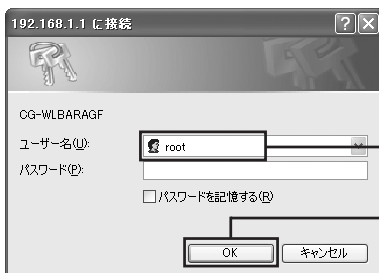 192.168.1.1 に接続
CG-WLBARAGF
ユーザー名(U):
root
パスワード(P):
パスワードを記憶する(R)
OK
キャンセル